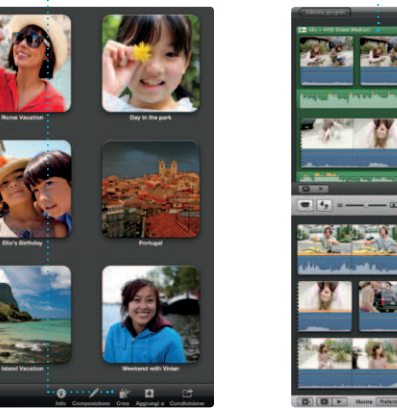 Rome Vacation
Day in the park
Ella's Birthday
Portugal
Island Vacation
Weekend with Vivian
Info Composizione Crea Aggiungi a Condivisione
Mostra